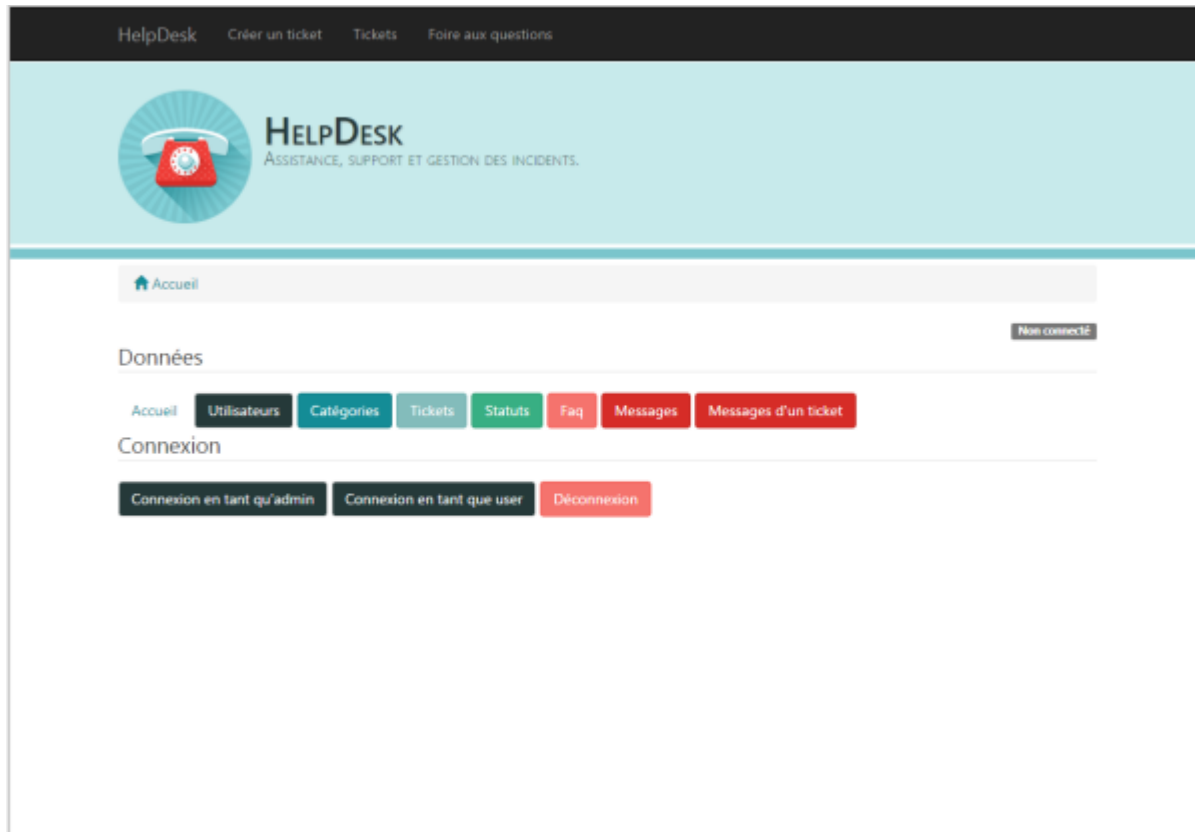 HelpDesk Créer un ticket Tickets Foire aux questions
HELPDESK
ASSISTANCE, SUPPORT ET GESTION DES INCIDENTS.
Accueil
Non connecté
Données
Accueil Utilisateurs Catégories Tickets Statuts Faq Messages Messages d'un ticket
Connexion
Connexion en tant qu'admin Connexion en tant que user Déconnexion